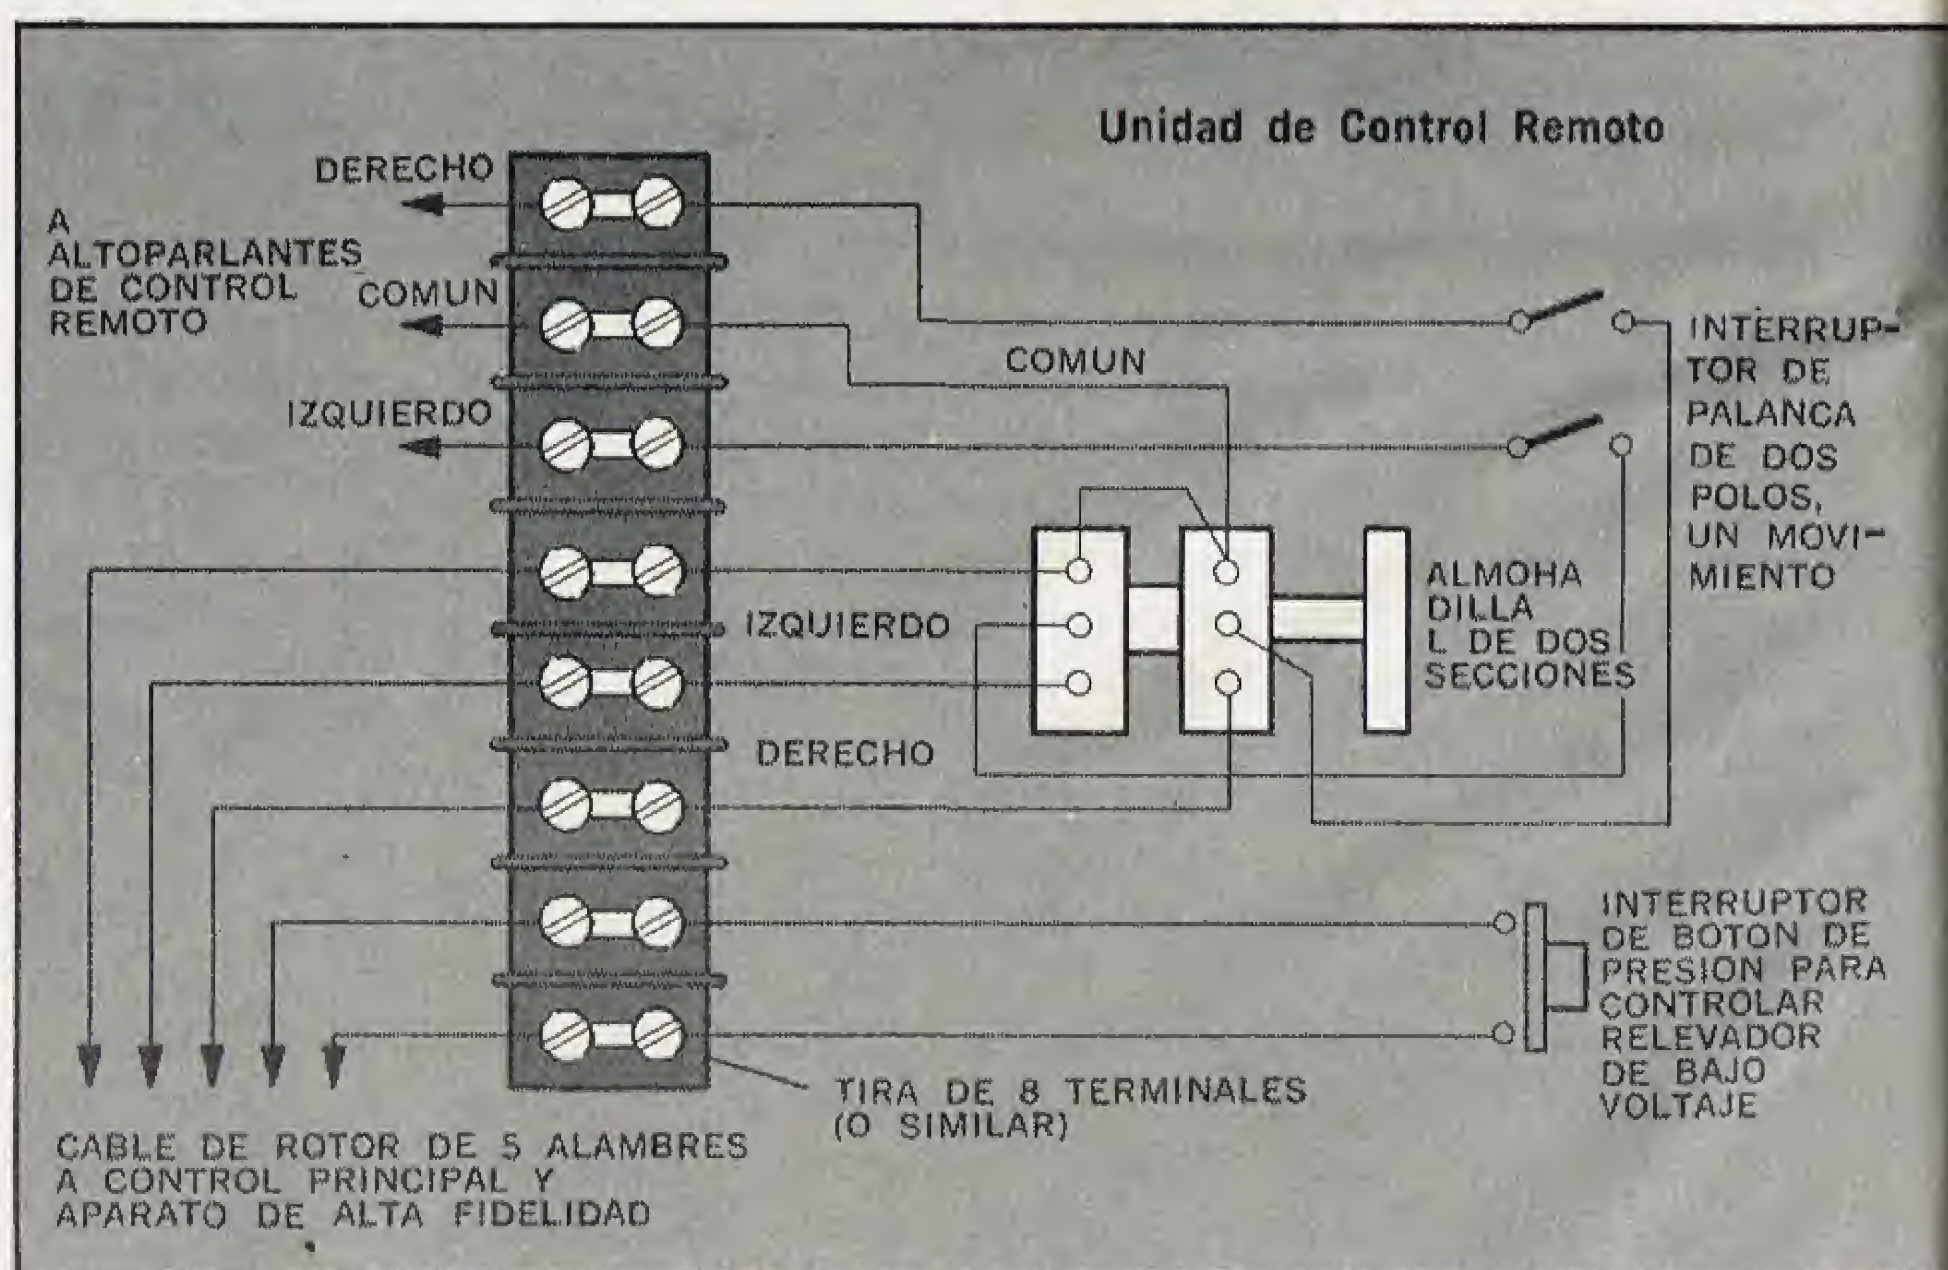 Unidad de Control Remoto
DERECHO
A
ALTOPARLANTES
DE CONTROL
REMOTO
COMUN
IZQUIERDO
COMUN
INTERRUP-
TOR DE
PALANCA
DE DOS
POLOS,
UN MOVI-
MIENTO
ALMOHA
DILLA
L DE DOS
SECCIONES
IZQUIERDO
DERECHO
INTERRUPTOR
DE BOTON DE
PRESION PARA
CONTROLAR
RELEVADOR
DE BAJO
VOLTAJE
TIRA DE 8 TERMINALES
(O SIMILAR)
CABLE DE ROTOR DE 5 ALAMBRES
A CONTROL PRINCIPAL Y
APARATO DE ALTA FIDELIDAD